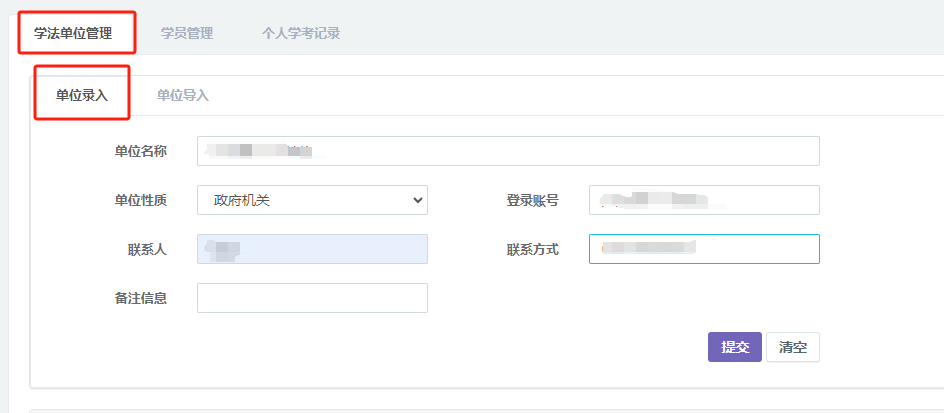 学法单位管理 学员管理 个人学考记录
单位录入 单位导入
单位名称
单位性质 政府机关 登录账号
联系人 联系方式
备注信息
提交 清空